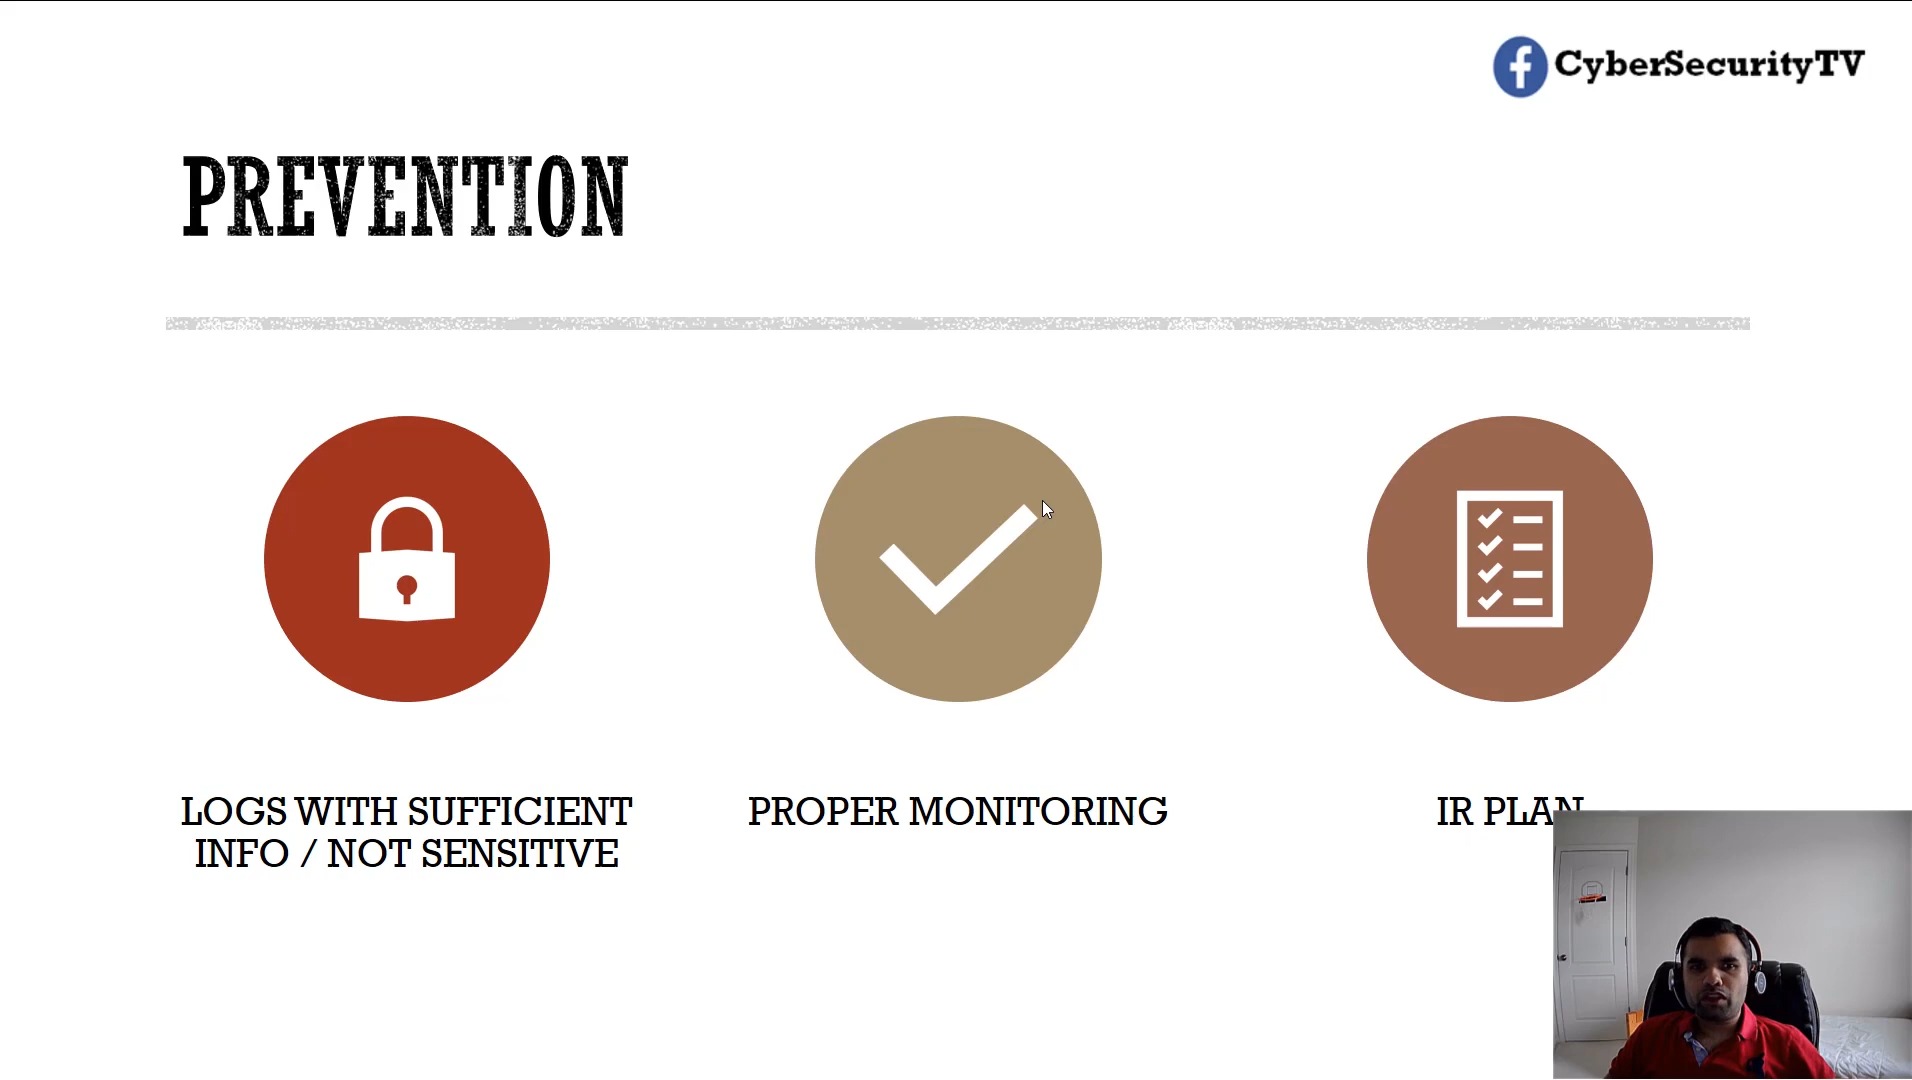 CyberSecurityTV
PREVENTION
LOGS WITH SUFFICIENT
INFO / NOT SENSITIVE
PROPER MONITORING
IR PLAN